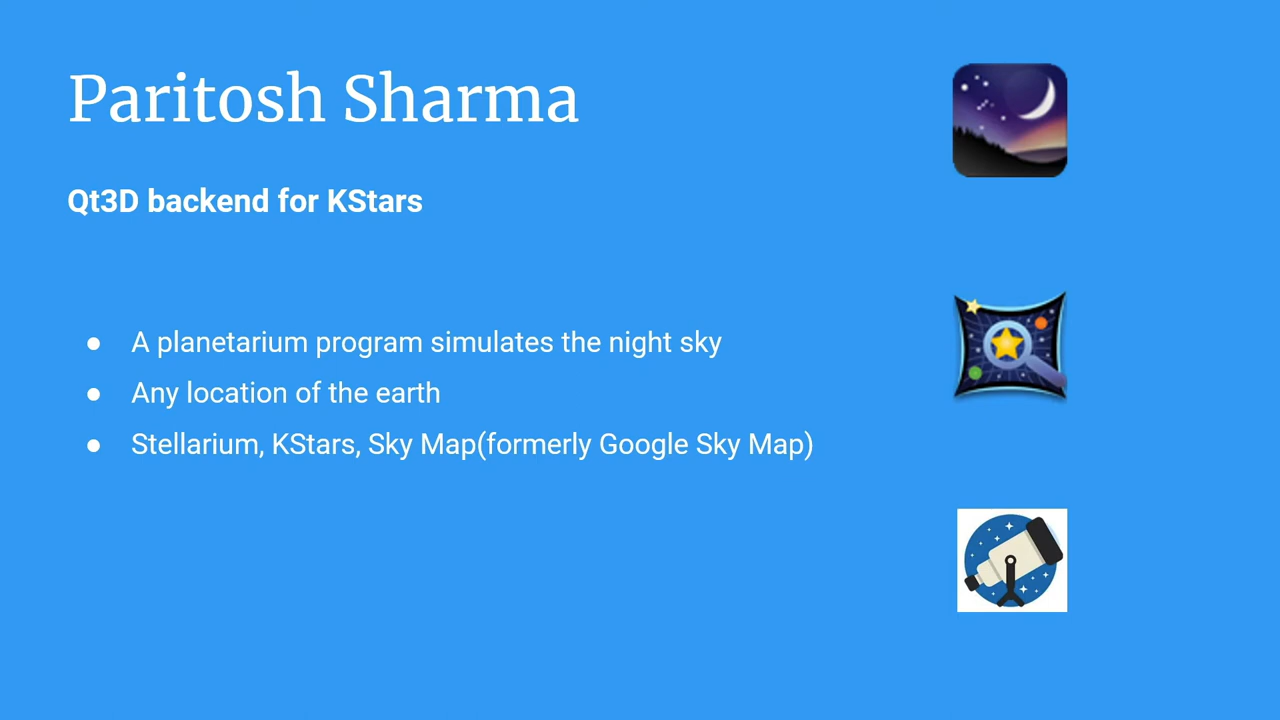 Paritosh Sharma
Qt3D backend for KStars
● A planetarium program simulates the night sky
● Any location of the earth
● Stellarium, KStars, Sky Map(formerly Google Sky Map)